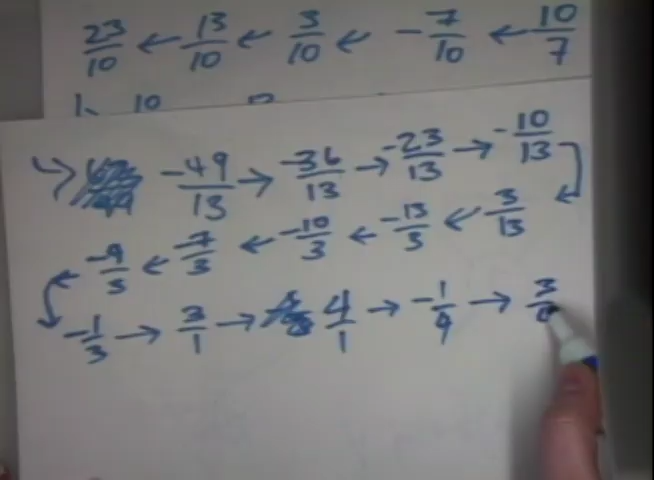 23/10 ← 13/10 ← 3/10 ← -7/10 ← 10/7
→ -49/13 → -36/13 → -23/13 → -10/13
-9/3 ← -7/3 ← -10/3 ← -13/3 ← 3/13
-1/3 → 3/1 → 4/1 → -1/4 → 3/